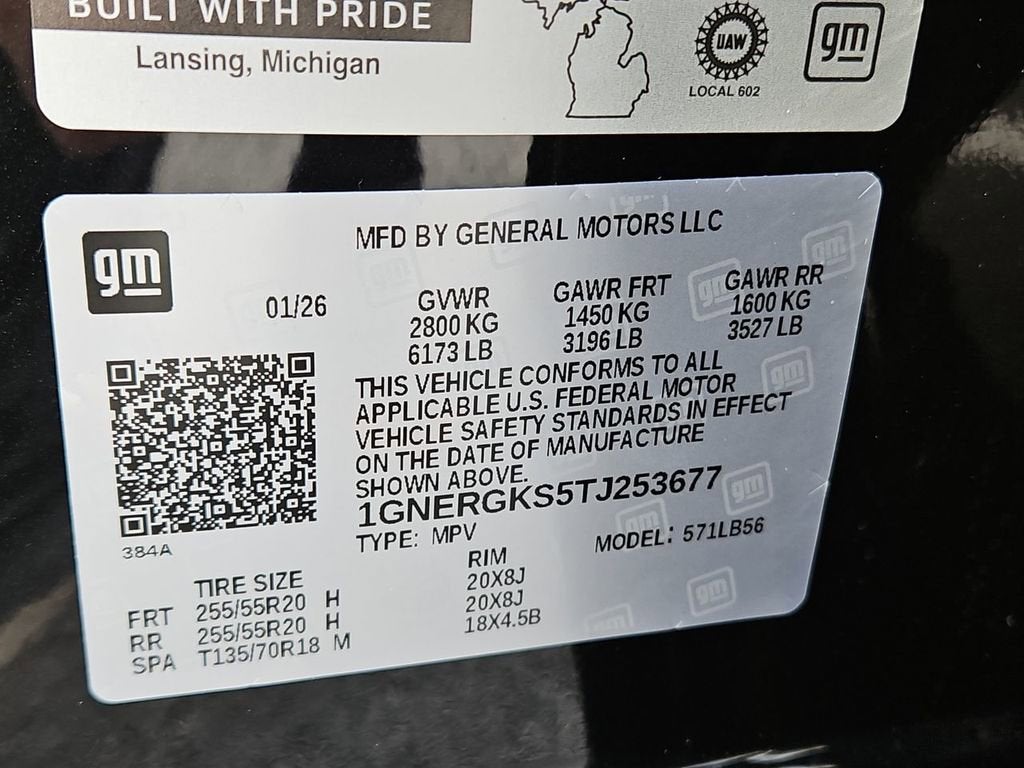 BUILT WITH PRIDE
Lansing, Michigan
UAW
LOCAL 602
gm
gm
MFD BY GENERAL MOTORS LLC
01/26
GVWR
2800 KG
6173 LB
GAWR FRT
1450 KG
3196 LB
GAWR RR
1600 KG
3527 LB
THIS VEHICLE CONFORMS TO ALL
APPLICABLE U.S. FEDERAL MOTOR
VEHICLE SAFETY STANDARDS IN EFFECT
ON THE DATE OF MANUFACTURE
SHOWN ABOVE.
1GNERGKS5TJ253677
TYPE: MPV
MODEL: 571LB56
384A
TIRE SIZE
RIM
FRT 255/55R20 H 20X8J
RR 255/55R20 H 20X8J
SPA T135/70R18 M 18X4.5B